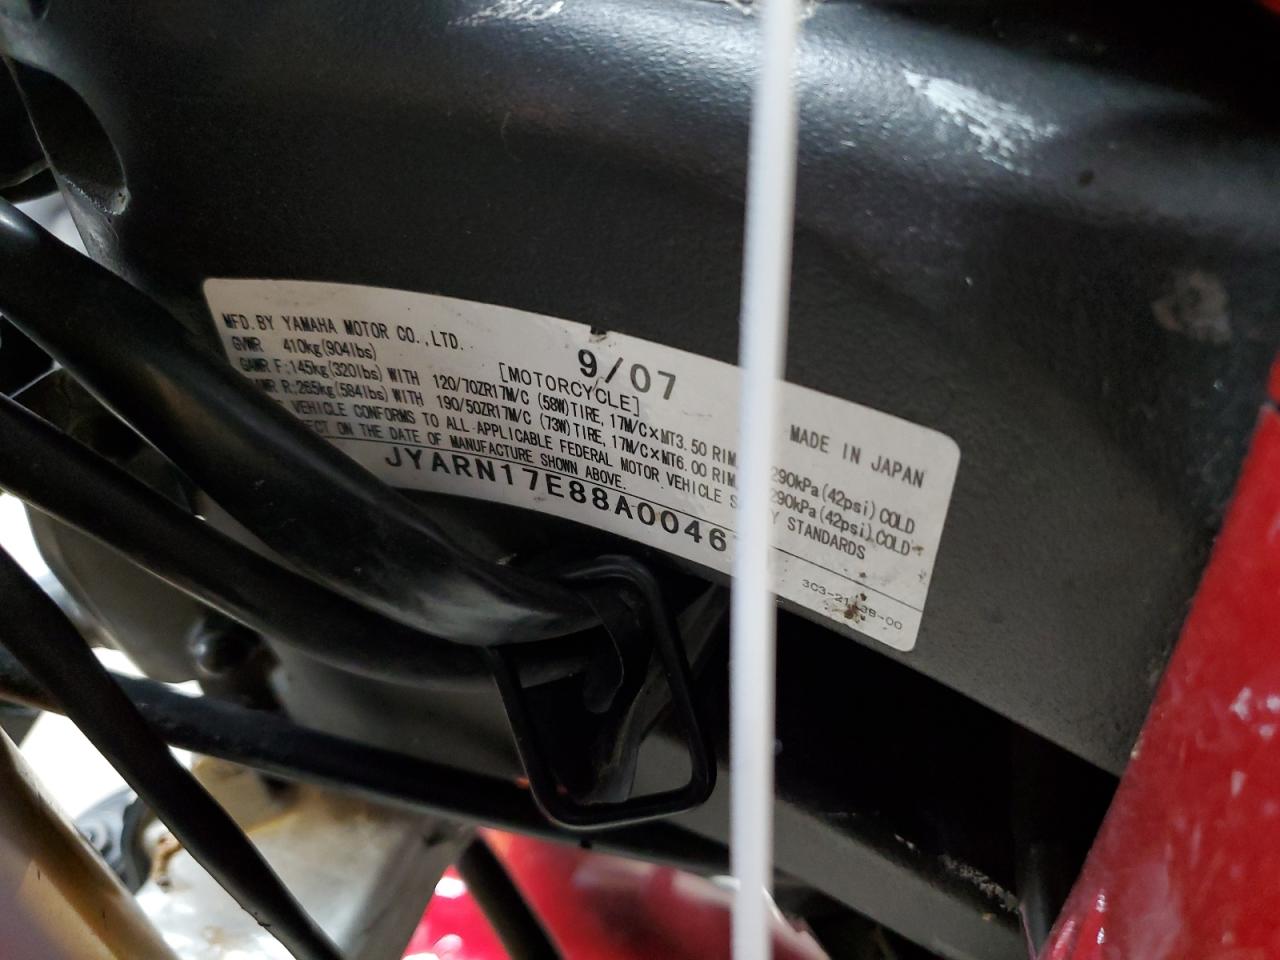 MFD. BY YAMAHA MOTOR CO.,LTD.
9/07
MADE IN JAPAN
GVWR 410kg(904lbs)
[MOTORCYCLE]
GAWR F:145kg(320lbs) WITH 120/70ZR17M/C (58W)TIRE, 17M/C×MT3.50 RIM, 290kPa(42psi)COLD
R:265kg(584lbs) WITH 190/50ZR17M/C (73W)TIRE, 17M/C×MT6.00 RIM, 290kPa(42psi)COLD
VEHICLE CONFORMS TO ALL APPLICABLE FEDERAL MOTOR VEHICLE STANDARDS
ON THE DATE OF MANUFACTURE SHOWN ABOVE.
JYARN17E88A0046